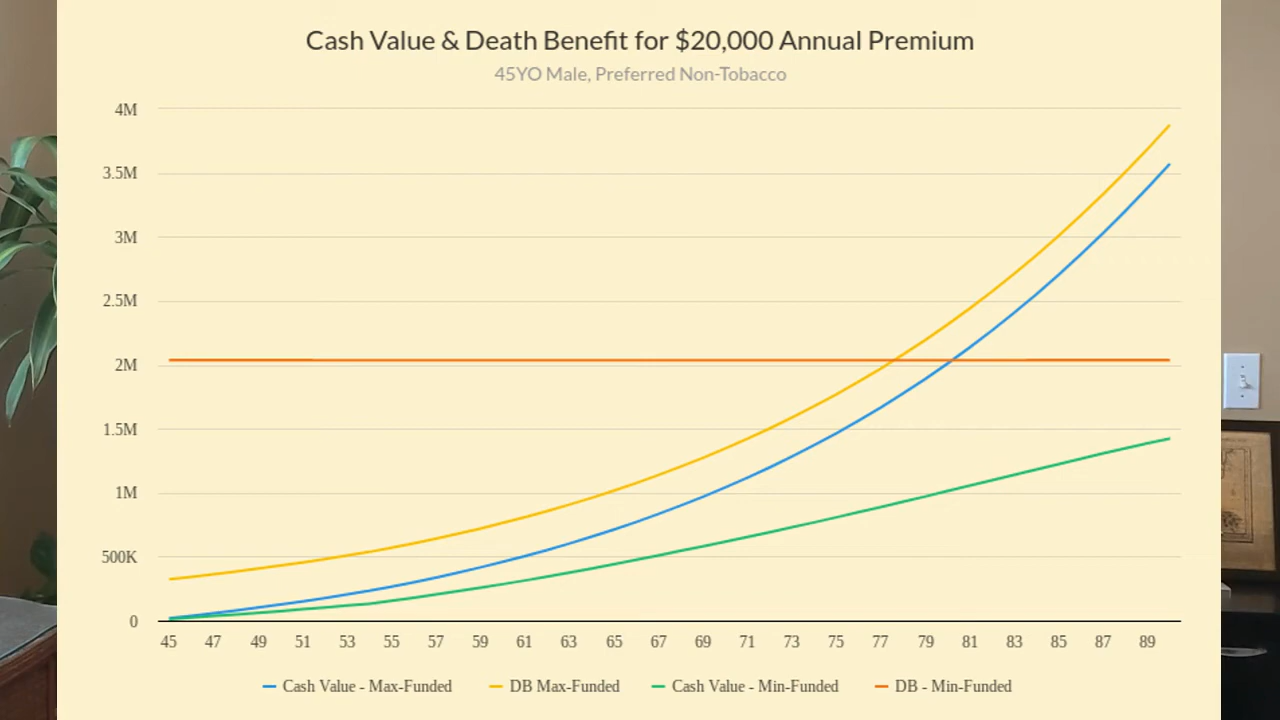 Cash Value & Death Benefit for $20,000 Annual Premium
45YO Male, Preferred Non-Tobacco
4M
3.5M
3M
2.5M
2M
1.5M
1M
500K
0
45 47 49 51 53 55 57 59 61 63 65 67 69 71 73 75 77 79 81 83 85 87 89
Cash Value - Max-Funded DB Max-Funded Cash Value - Min-Funded DB - Min-Funded